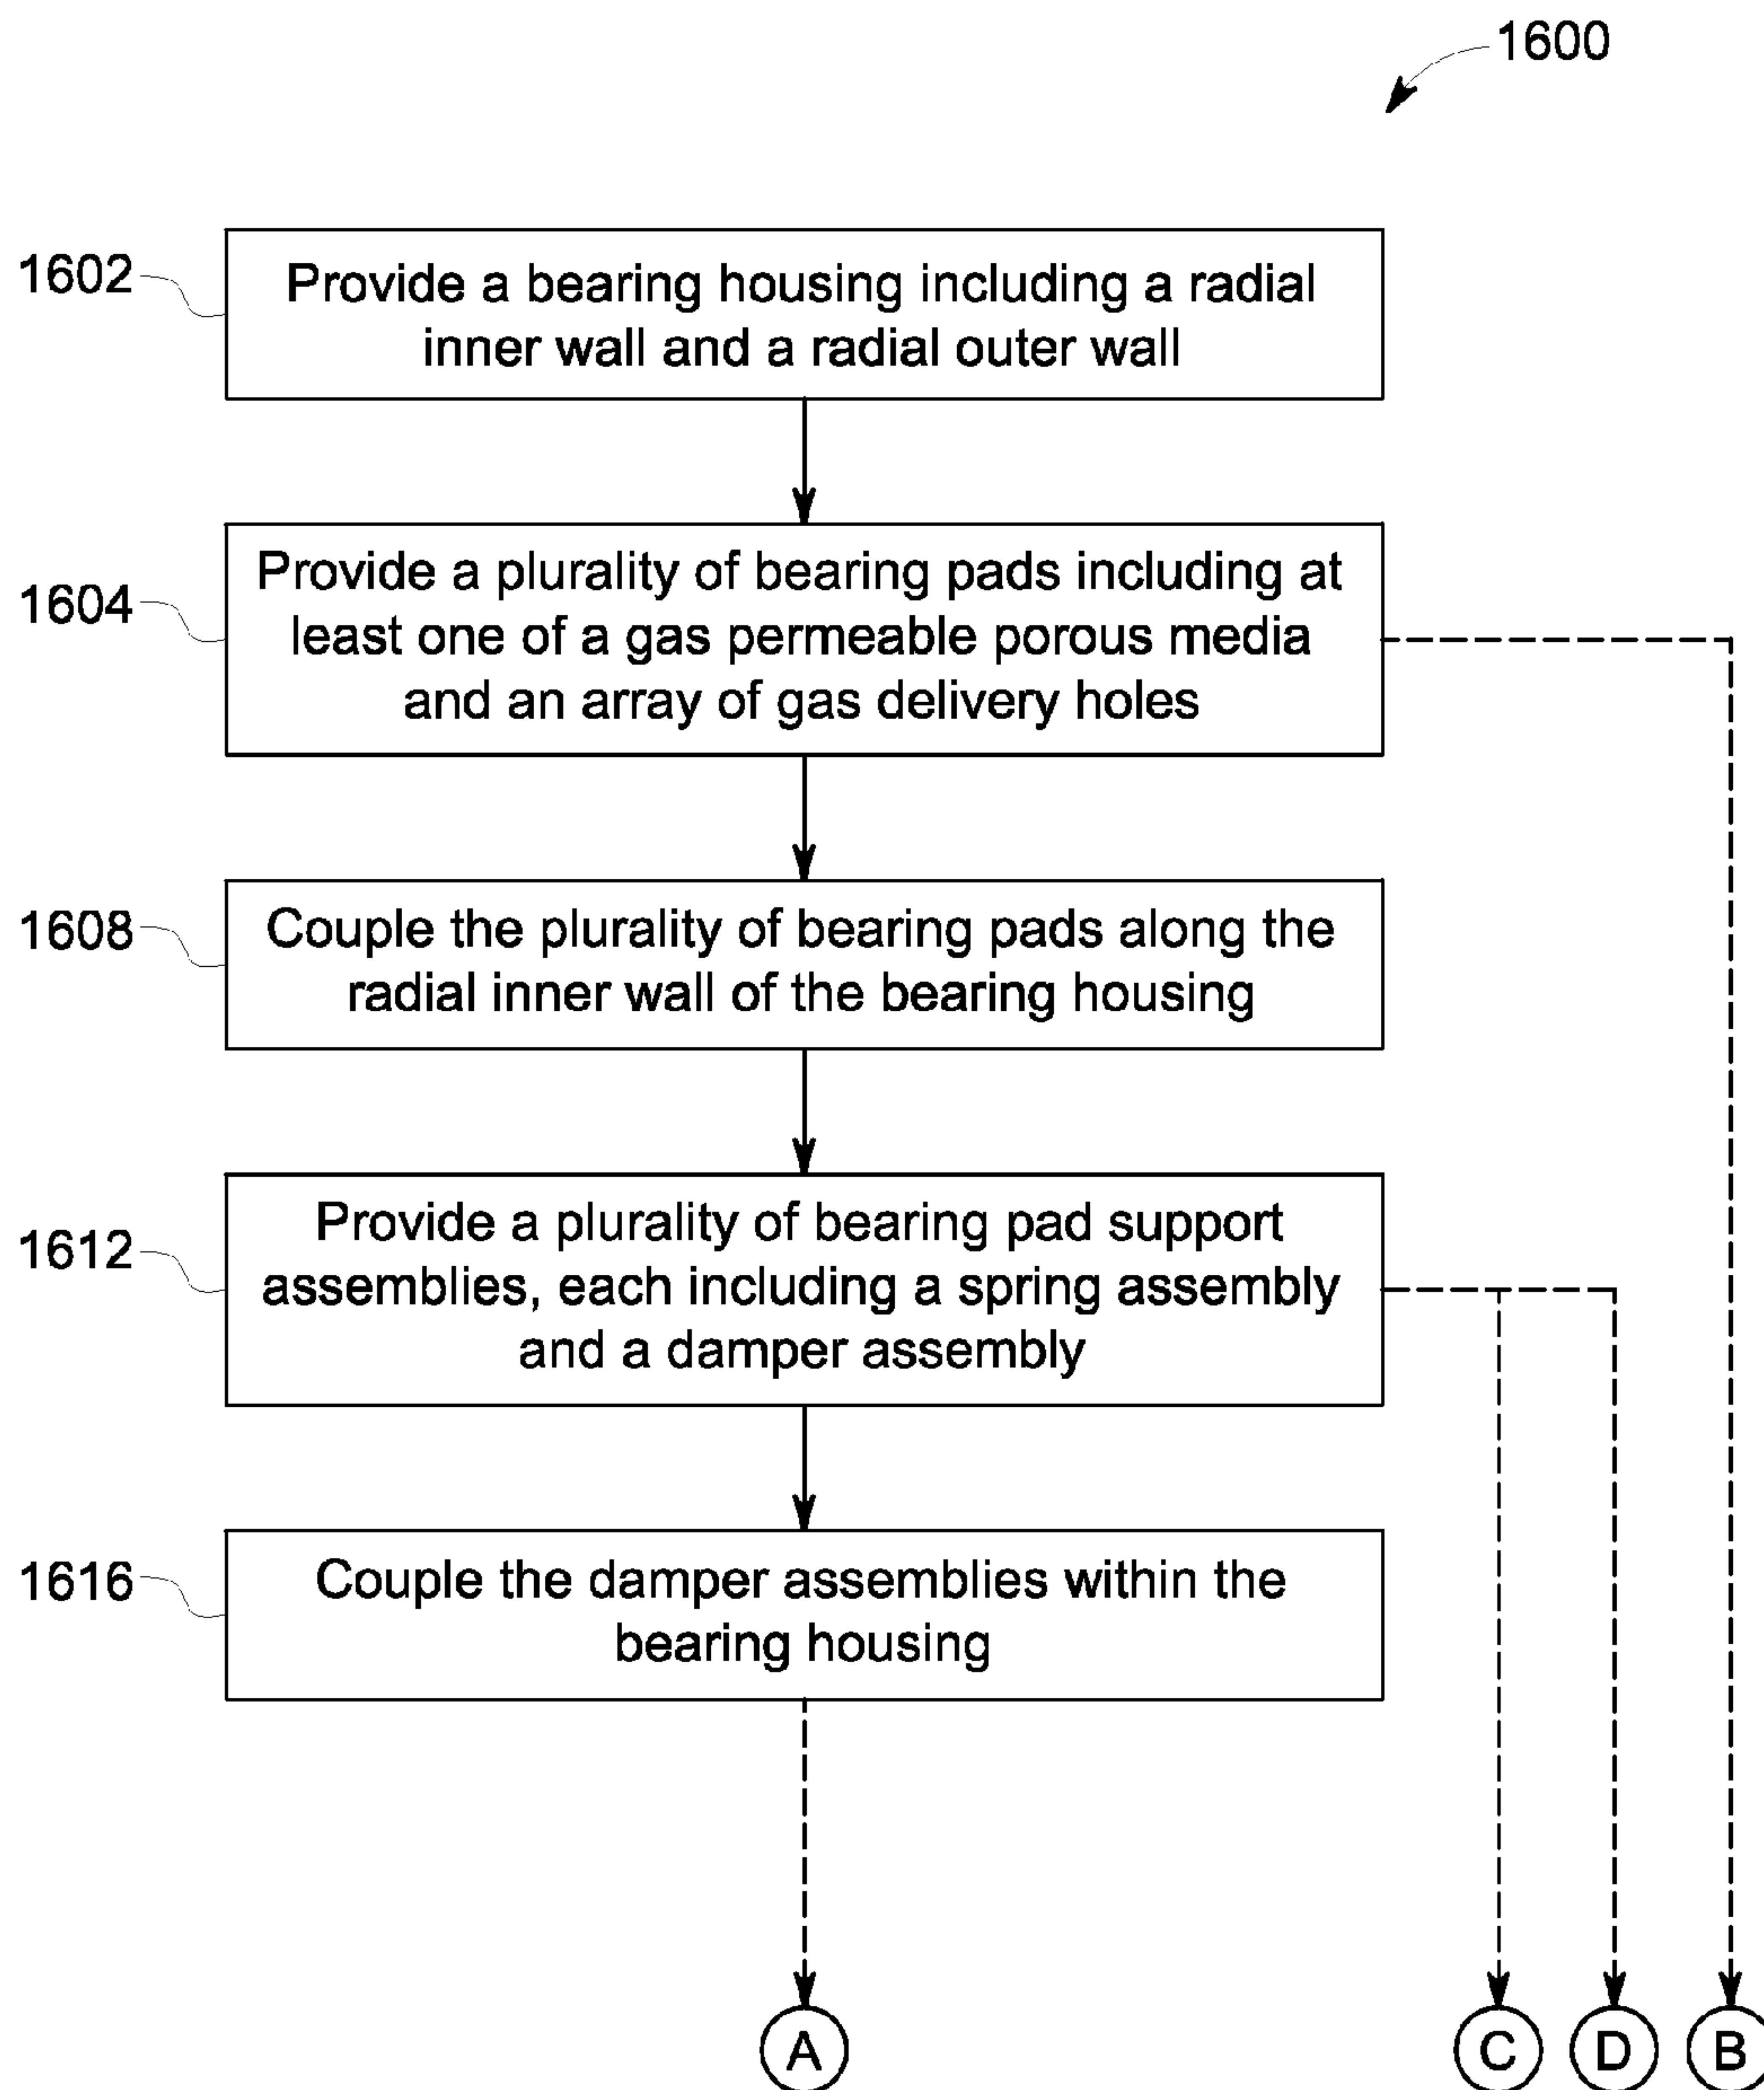 1600
1602
Provide a bearing housing including a radial
inner wall and a radial outer wall
1604
Provide a plurality of bearing pads including at
least one of a gas permeable porous media
and an array of gas delivery holes
1608
Couple the plurality of bearing pads along the
radial inner wall of the bearing housing
1612
Provide a plurality of bearing pad support
assemblies, each including a spring assembly
and a damper assembly
1616
Couple the damper assemblies within the
bearing housing
A
C
D
B